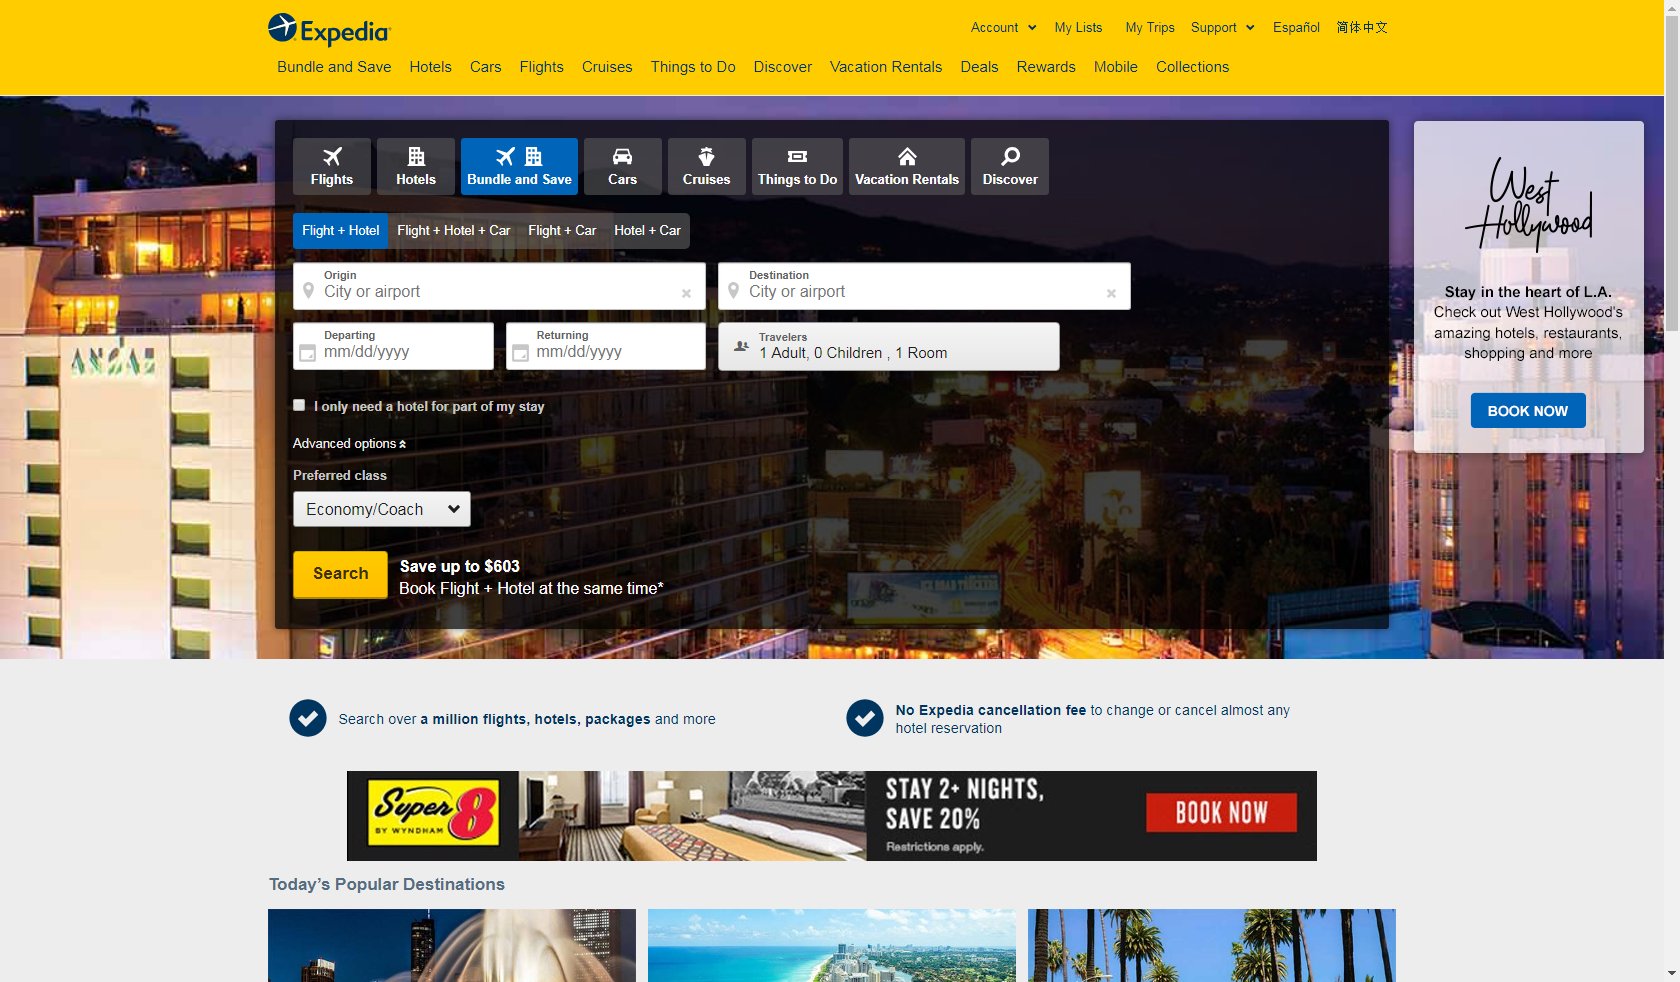 Expedia
Account
My Lists
My Trips
Support
Español
简体中文
Bundle and Save
Hotels
Cars
Flights
Cruises
Things to Do
Discover
Vacation Rentals
Deals
Rewards
Mobile
Collections
Flights
Hotels
Bundle and Save
Cars
Cruises
Things to Do
Vacation Rentals
Discover
Flight + Hotel
Flight + Hotel + Car
Flight + Car
Hotel + Car
Origin
City or airport
Destination
City or airport
Departing
mm/dd/yyyy
Returning
mm/dd/yyyy
Travelers
1 Adult, 0 Children , 1 Room
I only need a hotel for part of my stay
Advanced options
Preferred class
Economy/Coach
Search
Save up to $603
Book Flight + Hotel at the same time*
West
Hollywood
Stay in the heart of L.A.
Check out West Hollywood's
amazing hotels, restaurants,
shopping and more
BOOK NOW
Search over a million flights, hotels, packages and more
No Expedia cancellation fee to change or cancel almost any
hotel reservation
Super 8
BY WYNDHAM
STAY 2+ NIGHTS,
SAVE 20%
Restrictions apply.
BOOK NOW
Today's Popular Destinations